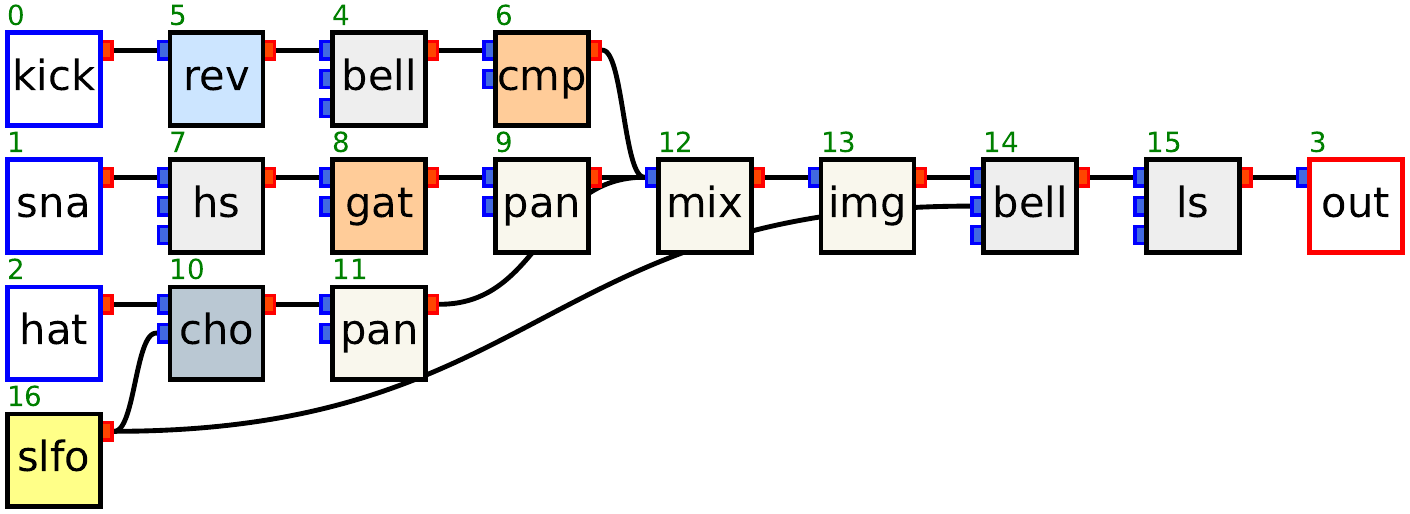 0 5 4 6
kick rev bell cmp
1 7 8 9 12 13 14 15 3
sna hs gat pan mix img bell ls out
2 10 11
hat cho pan
16
slfo